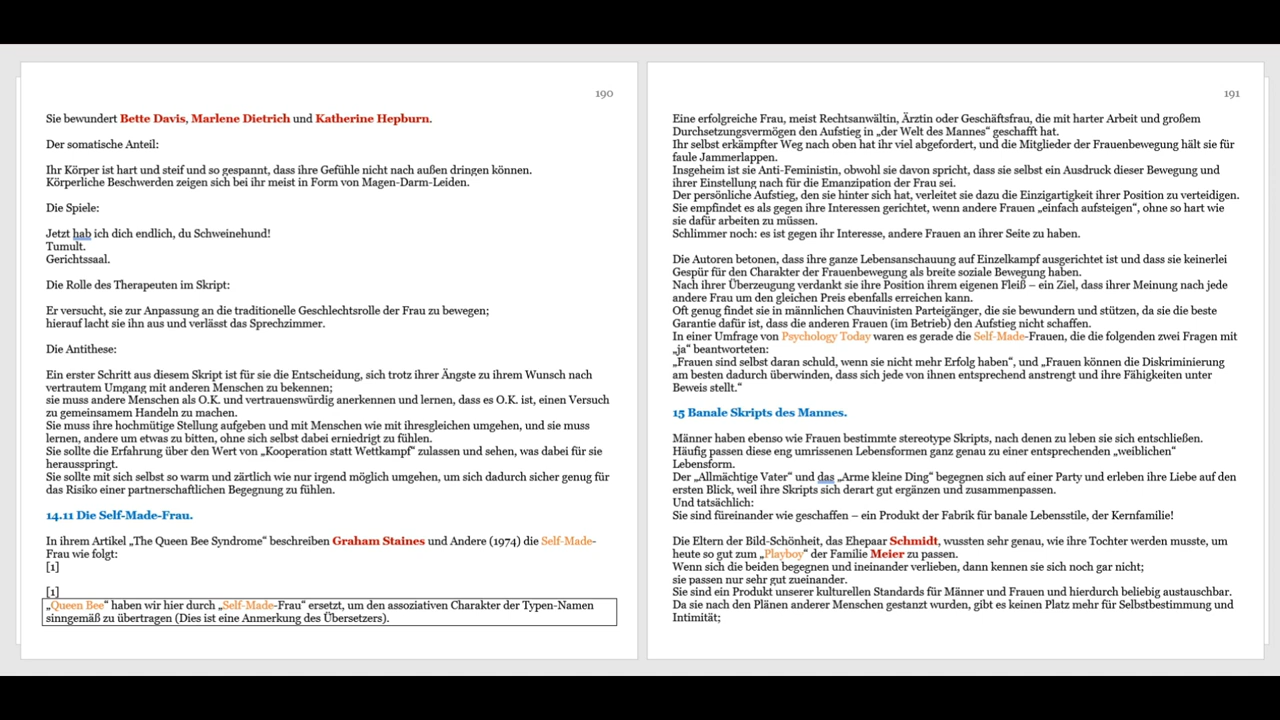 190
Sie bewundert Bette Davis, Marlene Dietrich und Katherine Hepburn.
Der somatische Anteil:
Ihr Körper ist hart und steif und so gespannt, dass ihre Gefühle nicht nach außen dringen können.
Körperliche Beschwerden zeigen sich bei ihr meist in Form von Magen-Darm-Leiden.
Die Spiele:
Jetzt hab ich dich endlich, du Schweinehund!
Tumult.
Gerichtssaal.
Die Rolle des Therapeuten im Skript:
Er versucht, sie zur Anpassung an die traditionelle Geschlechtsrolle der Frau zu bewegen;
hierauf lacht sie ihn aus und verlässt das Sprechzimmer.
Die Antithese:
Ein erster Schritt aus diesem Skript ist für sie die Entscheidung, sich trotz ihrer Ängste zu ihrem Wunsch nach
vertrautem Umgang mit anderen Menschen zu bekennen;
sie muss andere Menschen als O.K. und vertrauenswürdig anerkennen und lernen, dass es O.K. ist, einen Versuch
zu gemeinsamem Handeln zu machen.
Sie muss ihre hochmütige Stellung aufgeben und mit Menschen wie mit ihresgleichen umgehen, und sie muss
lernen, andere um etwas zu bitten, ohne sich selbst dabei erniedrigt zu fühlen.
Sie sollte die Erfahrung über den Wert von „Kooperation statt Wettkampf“ zulassen und sehen, was dabei für sie
herausspringt.
Sie sollte mit sich selbst so warm und zärtlich wie nur irgend möglich umgehen, um sich dadurch sicher genug für
das Risiko einer partnerschaftlichen Begegnung zu fühlen.
14.11 Die Self-Made-Frau.
In ihrem Artikel „The Queen Bee Syndrome“ beschreiben Graham Staines und Andere (1974) die Self-Made-
Frau wie folgt:
[1]
[1]
„Queen Bee“ haben wir hier durch „Self-Made-Frau“ ersetzt, um den assoziativen Charakter der Typen-Namen
sinngemäß zu übertragen (Dies ist eine Anmerkung des Übersetzers).
191
Eine erfolgreiche Frau, meist Rechtsanwältin, Ärztin oder Geschäftsfrau, die mit harter Arbeit und großem
Durchsetzungsvermögen den Aufstieg in „der Welt des Mannes“ geschafft hat.
Ihr selbst erkämpfter Weg nach oben hat ihr viel abgefordert, und die Mitglieder der Frauenbewegung hält sie für
faule Jammerlappen.
Insgeheim ist sie Anti-Feministin, obwohl sie davon spricht, dass sie selbst ein Ausdruck dieser Bewegung und
ihrer Einstellung nach für die Emanzipation der Frau sei.
Der persönliche Aufstieg, den sie hinter sich hat, verleitet sie dazu die Einzigartigkeit ihrer Position zu verteidigen.
Sie empfindet es als gegen ihre Interessen gerichtet, wenn andere Frauen „einfach aufsteigen“, ohne so hart wie
sie dafür arbeiten zu müssen.
Schlimmer noch: es ist gegen ihr Interesse, andere Frauen an ihrer Seite zu haben.
Die Autoren betonen, dass ihre ganze Lebensanschauung auf Einzelkampf ausgerichtet ist und dass sie keinerlei
Gespür für den Charakter der Frauenbewegung als breite soziale Bewegung haben.
Nach ihrer Überzeugung verdankt sie ihre Position ihrem eigenen Fleiß – ein Ziel, dass ihrer Meinung nach jede
andere Frau um den gleichen Preis ebenfalls erreichen kann.
Oft genug findet sie in männlichen Chauvinisten Parteigänger, die sie bewundern und stützen, da sie die beste
Garantie dafür ist, dass die anderen Frauen (im Betrieb) den Aufstieg nicht schaffen.
In einer Umfrage von Psychology Today waren es gerade die Self-Made-Frauen, die die folgenden zwei Fragen mit
„ja“ beantworteten:
„Frauen sind selbst daran schuld, wenn sie nicht mehr Erfolg haben“, und „Frauen können die Diskriminierung
am besten dadurch überwinden, dass sich jede von ihnen entsprechend anstrengt und ihre Fähigkeiten unter
Beweis stellt.“
15 Banale Skripts des Mannes.
Männer haben ebenso wie Frauen bestimmte stereotype Skripts, nach denen zu leben sie sich entschließen.
Häufig passen diese eng umrissenen Lebensformen ganz genau zu einer entsprechenden „weiblichen“
Lebensform.
Der „Allmächtige Vater“ und das „Arme kleine Ding“ begegnen sich auf einer Party und erleben ihre Liebe auf den
ersten Blick, weil ihre Skripts sich derart gut ergänzen und zusammenpassen.
Und tatsächlich:
Sie sind füreinander wie geschaffen – ein Produkt der Fabrik für banale Lebensstile, der Kernfamilie!
Die Eltern der Bild-Schönheit, das Ehepaar Schmidt, wussten sehr genau, wie ihre Tochter werden musste, um
heute so gut zum „Playboy“ der Familie Meier zu passen.
Wenn sich die beiden begegnen und ineinander verlieben, dann kennen sie sich noch gar nicht;
sie passen nur sehr gut zueinander.
Sie sind ein Produkt unserer kulturellen Standards für Männer und Frauen und hierdurch beliebig austauschbar.
Da sie nach den Plänen anderer Menschen gestanzt wurden, gibt es keinen Platz mehr für Selbstbestimmung und
Intimität;